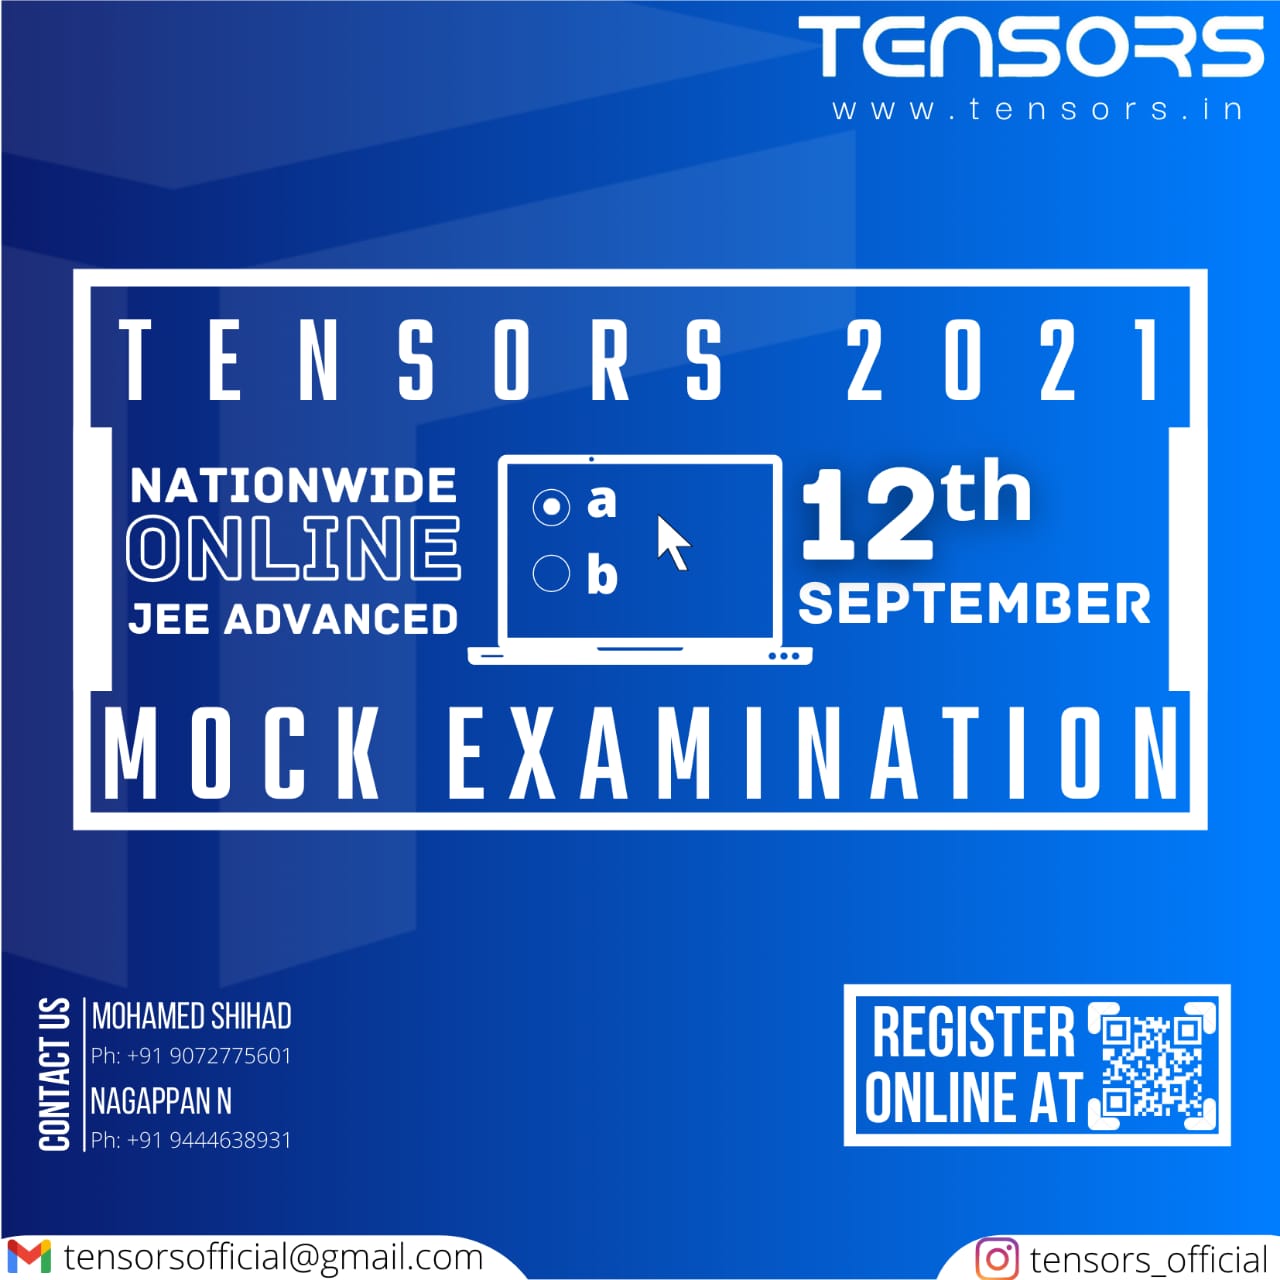 TENSORS
www.tensors.in
TENSORS 2021
NATIONWIDE
ONLINE
JEE ADVANCED
a
b
12th
SEPTEMBER
MOCK EXAMINATION
CONTACT US
MOHAMED SHIHAD
Ph: +91 9072775601
NAGAPPAN N
Ph: +91 9444638931
REGISTER
ONLINE AT
tensorsofficial@gmail.com
tensors_official